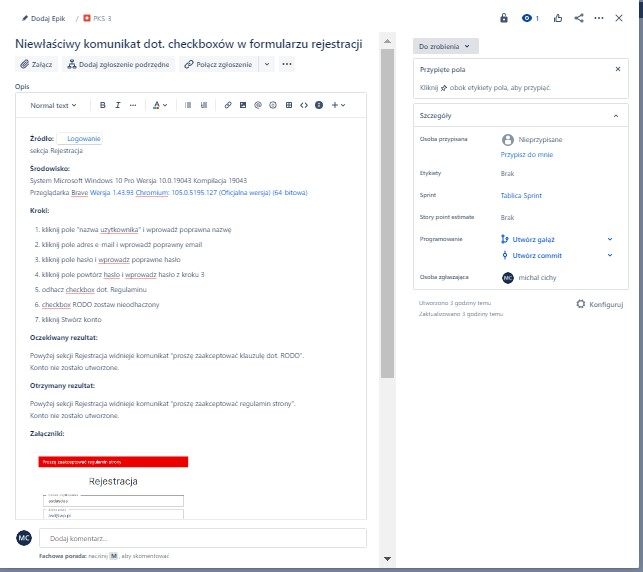 Dodaj Epik / PKS-3
1
Niewłaściwy komunikat dot. checkboxów w formularzu rejestracji
Załącz Dodaj zgłoszenie podrzędne Połącz zgłoszenie
Opis
Normal text B I A
Źródło: Logowanie
sekcja Rejestracja
Środowisko:
System Microsoft Windows 10 Pro Wersja 10.0.19043 Kompilacja 19043
Przeglądarka Brave Wersja 1.43.93 Chromium: 105.0.5195.127 (Oficjalna wersja) (64-bitowa)
Kroki:
1. kliknij pole "nazwa uzytkownika" i wprowadź poprawna nazwę
2. kliknij pole adres e-mail i wprowadź poprawny email
3. kliknij pole hasło i wprowadz poprawne hasło
4. kliknij pole powtórz hasło i wprowadz hasło z kroku 3
5. odhacz checkbox dot. Regulaminu
6. checkbox RODO zostaw nieodhaczony
7. kliknij Stwórz konto
Oczekiwany rezultat:
Powyżej sekcji Rejestracja widnieje komunikat "proszę zaakceptować klauzulę dot. RODO".
Konto nie zostało utworzone.
Otrzymany rezultat:
Powyżej sekcji Rejestracja widnieje komunikat "proszę zaakceptować regulamin strony".
Konto nie zostało utworzone.
Załączniki:
Proszę zaakceptować regulamin strony
Rejestracja
MC Dodaj komentarz...
Fachowa porada: naciśnij M, aby skomentować
Do zrobienia
Przypięte pola
Kliknij obok etykiety pola, aby przypiąć.
Szczegóły
Osoba przypisana Nieprzypisane
Przypisz do mnie
Etykiety Brak
Sprint Tablica Sprint
Story point estimate Brak
Programowanie Utwórz gałąź
Utwórz commit
Osoba zgłaszająca MC michal cichy
Utworzono 3 godziny temu
Zaktualizowano 3 godziny temu
Konfiguruj